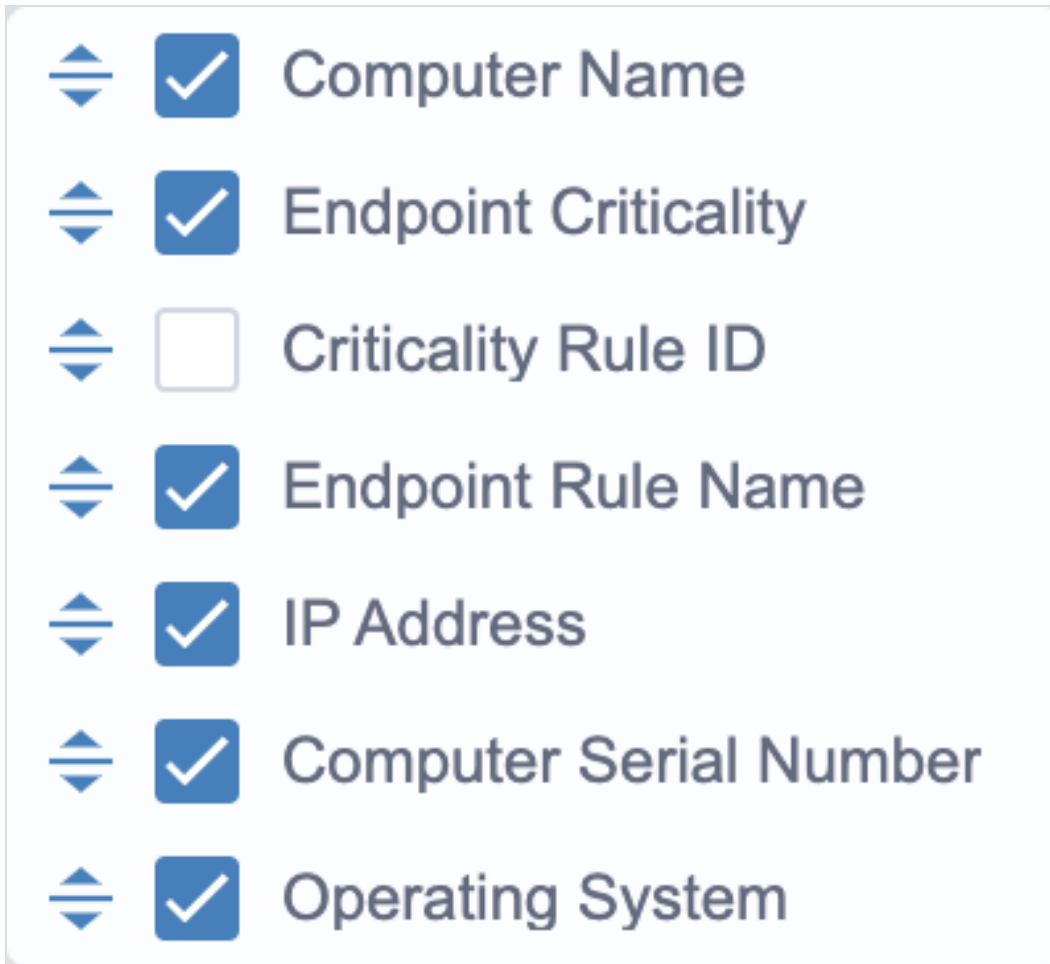 Computer Name
Endpoint Criticality
Criticality Rule ID
Endpoint Rule Name
IP Address
Computer Serial Number
Operating System